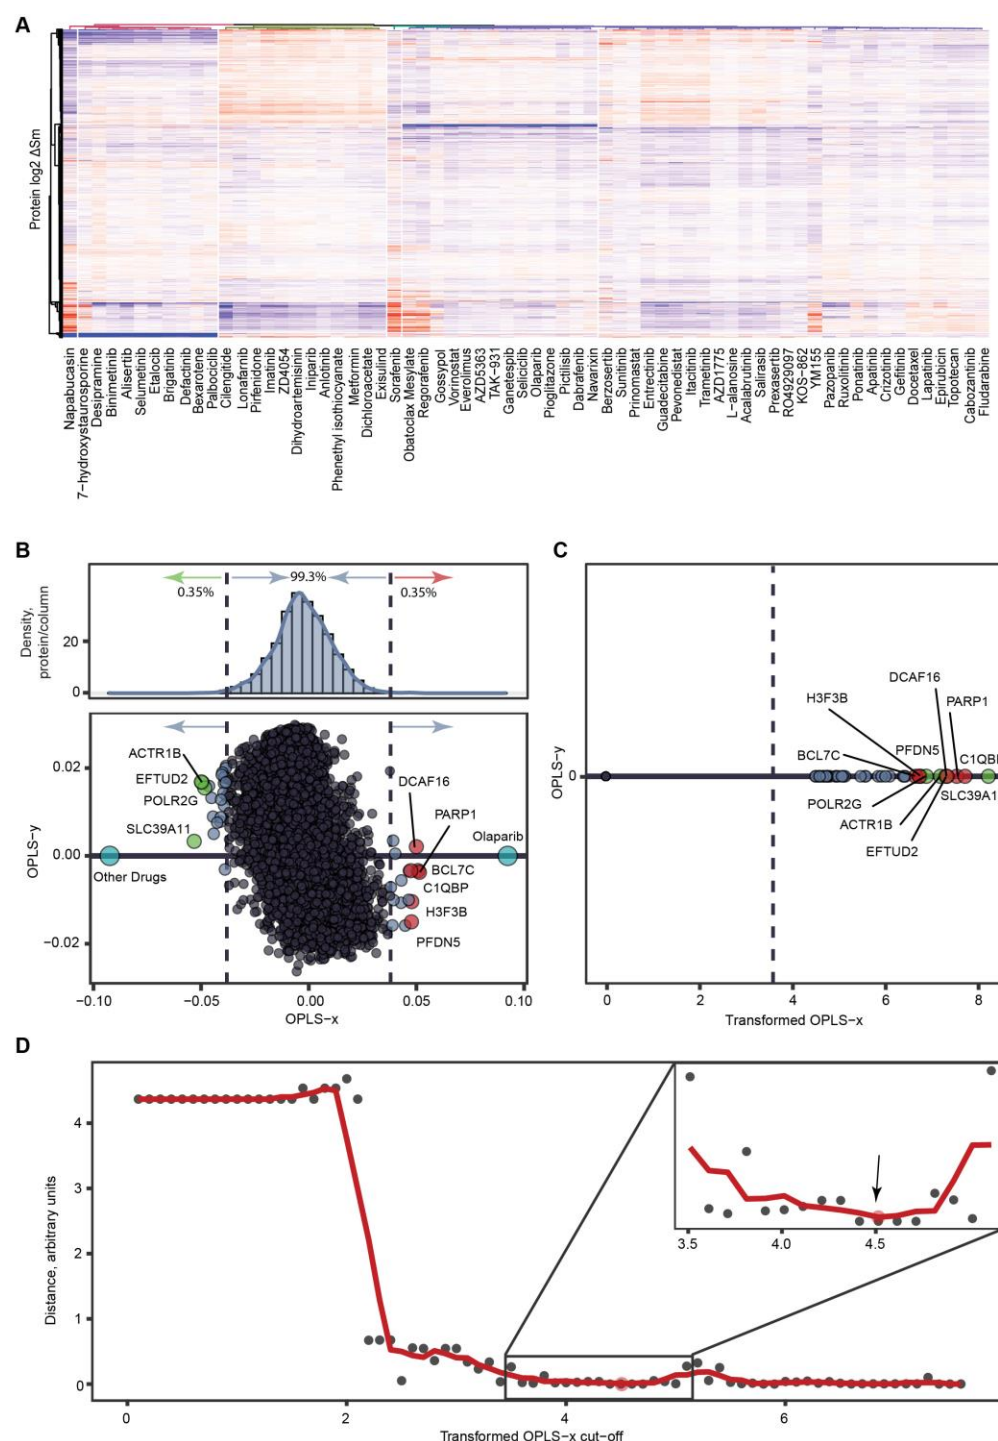 A
Protein log2 ΔSm
Napabucasin
7-hydroxystaurosporine
Desipramine
Binimetinib
Alisertib
Selumetinib
Etalocib
Brigatinib
Defactinib
Bexarotene
Palbociclib
Cilengitide
Lonafarnib
Pirfenidone
Imatinib
ZD4054
Dihydroartemisinin
Iniparib
Anlotinib
Phenethyl isothiocyanate
Metformin
Dichloroacetate
Exisulind
Sorafenib
Obatoclax Mesylate
Regorafenib
Gossypol
Vorinostat
Everolimus
AZD5363
TAK-931
Ganetespib
Seliciclib
Olaparib
Pioglitazone
Pictilisib
Dabrafenib
Navarixin
Berzosertib
Sunitinib
Prinomastat
Entrectinib
Guadecitabine
Pevonedistat
Itacitinib
Trametinib
AZD1775
L-alanosine
Acalabrutinib
Salirasib
Prexasertib
RO4929097
KOS-862
YM155
Pazopanib
Ruxolitinib
Ponatinib
Apatinib
Crizotinib
Gefitinib
Docetaxel
Lapatinib
Epirubicin
Topotecan
Cabozantinib
Fludarabine
B
Density,
protein/column
20
0
0.35%
99.3%
0.35%
OPLS-y
0.02
0.00
−0.02
ACTR1B
EFTUD2
POLR2G
SLC39A11
Other Drugs
DCAF16
PARP1
Olaparib
BCL7C
C1QBP
H3F3B
PFDN5
−0.10
−0.05
0.00
0.05
0.10
OPLS−x
C
OPLS-y
0
DCAF16
H3F3B
PARP1
BCL7C
PFDN5
C1QBP
POLR2G
SLC39A1
ACTR1B
EFTUD2
0
2
4
6
8
Transformed OPLS−x
D
Distance, arbitrary units
4
3
2
1
0
3.5
4.0
4.5
0
2
4
6
Transformed OPLS−x cut−off